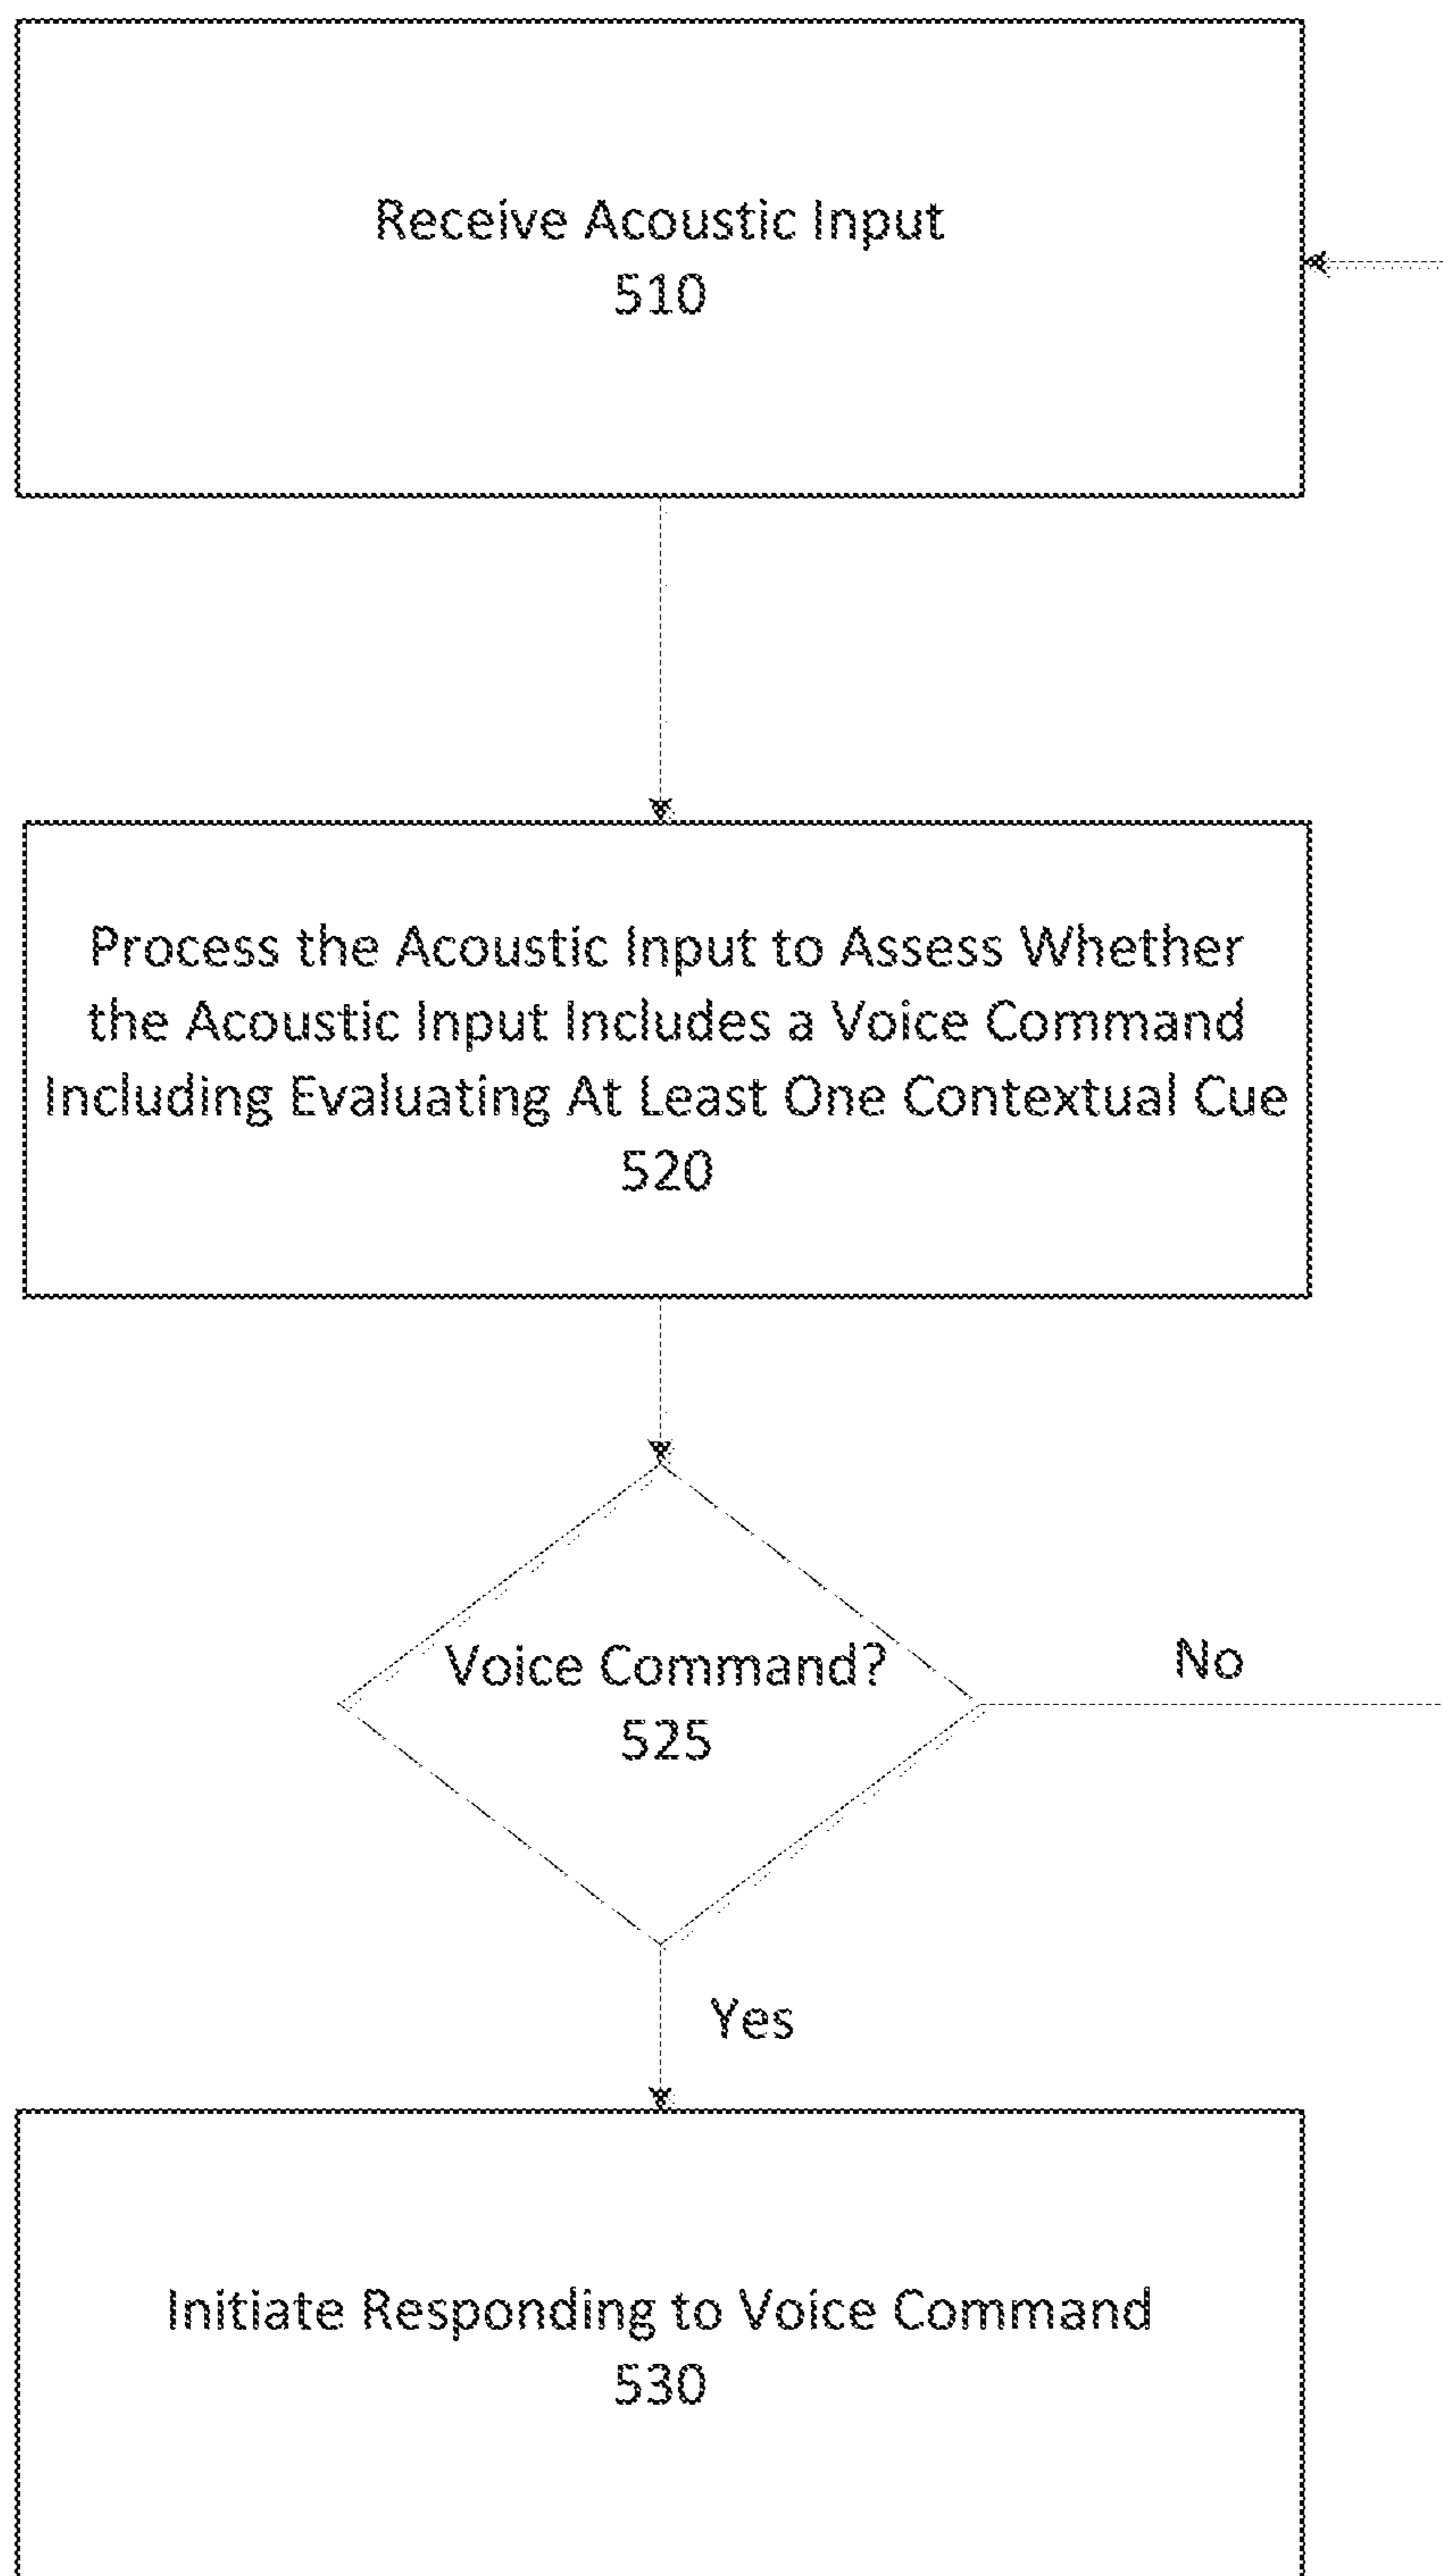 Receive Acoustic Input
510
Process the Acoustic Input to Assess Whether
the Acoustic Input Includes a Voice Command
Including Evaluating At Least One Contextual Cue
520
Voice Command?
525
No
Yes
Initiate Responding to Voice Command
530